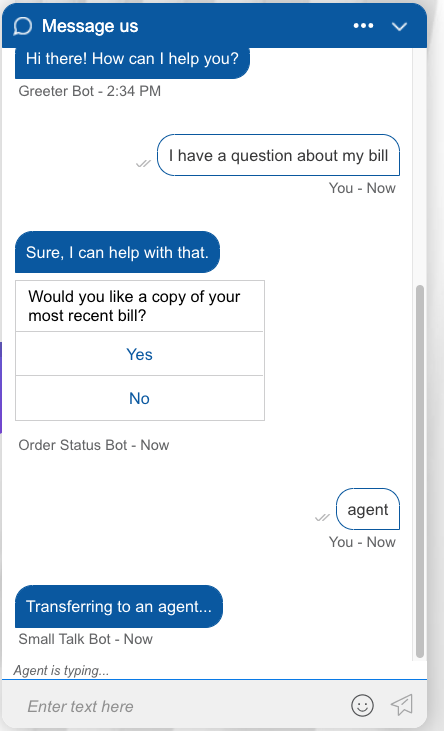 Message us
Hi there! How can I help you?
Greeter Bot - 2:34 PM
I have a question about my bill
You - Now
Sure, I can help with that.
Would you like a copy of your
most recent bill?
Yes
No
Order Status Bot - Now
agent
You - Now
Transferring to an agent...
Small Talk Bot - Now
Agent is typing...
Enter text here